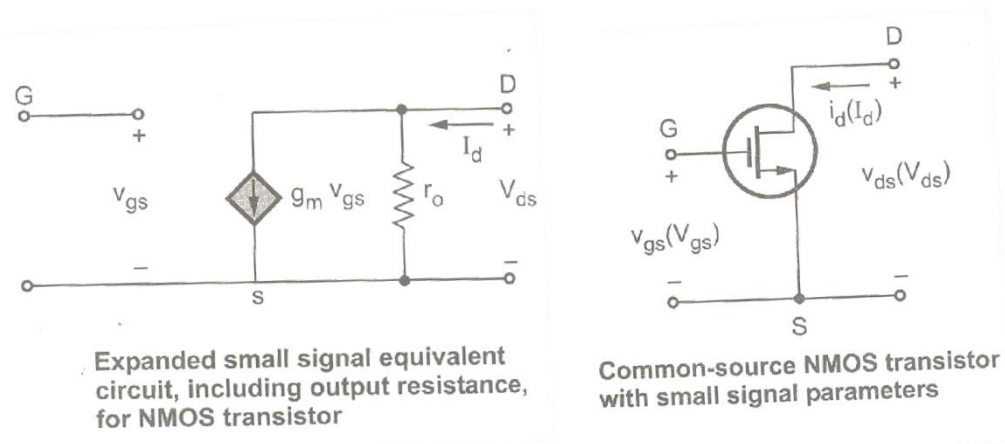 G
+
v_gs
−
g_m v_gs
S
r_o
D
+
I_d
V_ds
−
Expanded small signal equivalent
circuit, including output resistance,
for NMOS transistor
D
+
i_d(I_d)
G
+
v_gs(V_gs)
−
v_ds(V_ds)
−
S
Common-source NMOS transistor
with small signal parameters